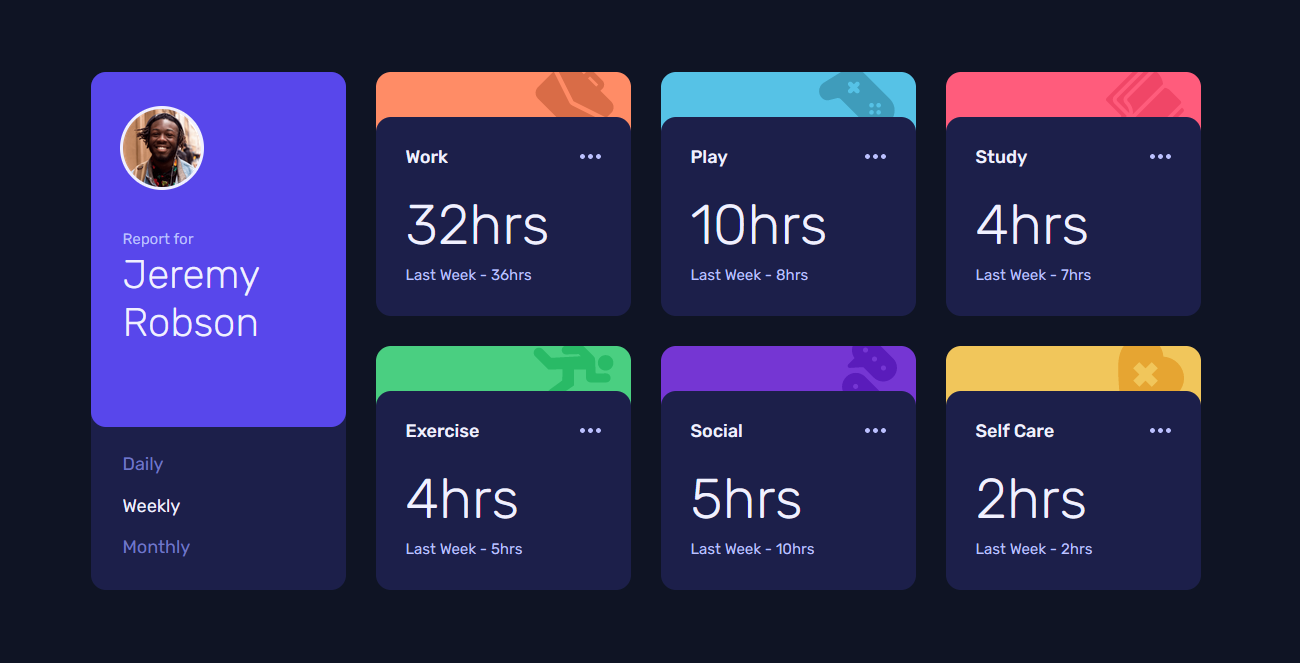 Report for
Jeremy
Robson
Daily
Weekly
Monthly
Work
32hrs
Last Week - 36hrs
Play
10hrs
Last Week - 8hrs
Study
4hrs
Last Week - 7hrs
Exercise
4hrs
Last Week - 5hrs
Social
5hrs
Last Week - 10hrs
Self Care
2hrs
Last Week - 2hrs